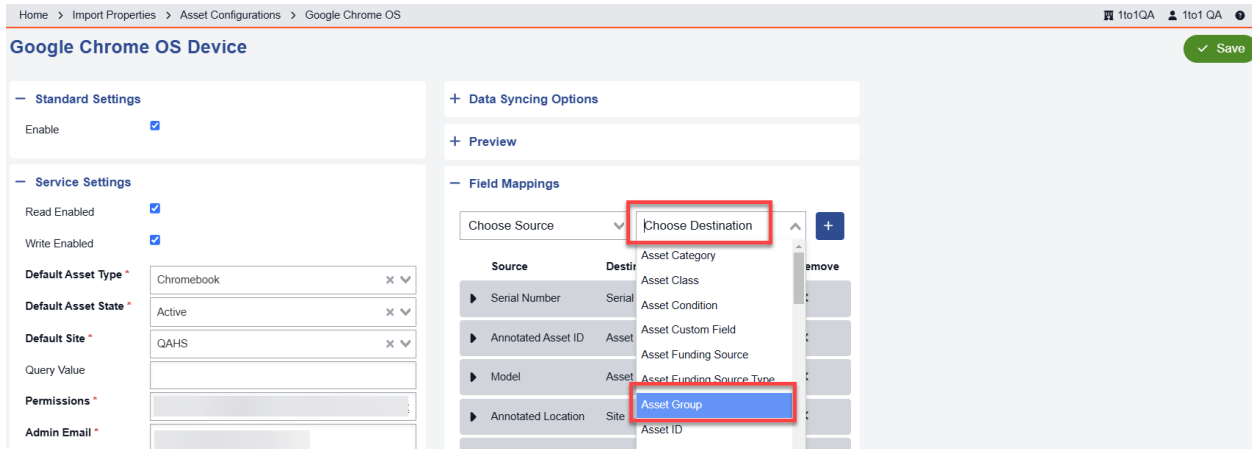 Home > Import Properties > Asset Configurations > Google Chrome OS
1to1QA 1to1 QA
Google Chrome OS Device
Save
Standard Settings
Enable
Service Settings
Read Enabled
Write Enabled
Default Asset Type *
Chromebook
Default Asset State *
Active
Default Site *
QAHS
Query Value
Permissions *
Admin Email *
Data Syncing Options
Preview
Field Mappings
Choose Source
Choose Destination
Source
Serial Number
Serial
Annotated Asset ID
Asset
Model
Asset
Annotated Location
Site
Asset Category
Asset Class
Asset Condition
Asset Custom Field
Asset Funding Source
Asset Funding Source Type
Asset Group
Asset ID